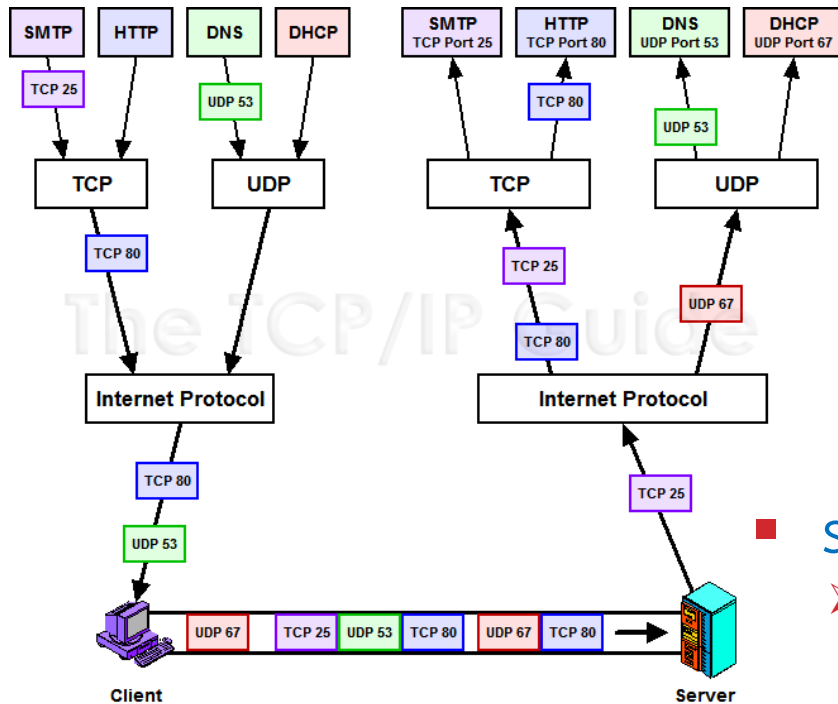 SMTP HTTP DNS DHCP
SMTP HTTP DNS DHCP
TCP Port 25 TCP Port 80 UDP Port 53 UDP Port 67
TCP 25
UDP 53
TCP 80
UDP 53
TCP UDP
TCP UDP
TCP 80
TCP 25
UDP 67
The TCP/IP Guide
TCP 80
Internet Protocol
Internet Protocol
TCP 80
TCP 25
UDP 53
UDP 67 TCP 25 UDP 53 TCP 80 UDP 67 TCP 80
Client
Server